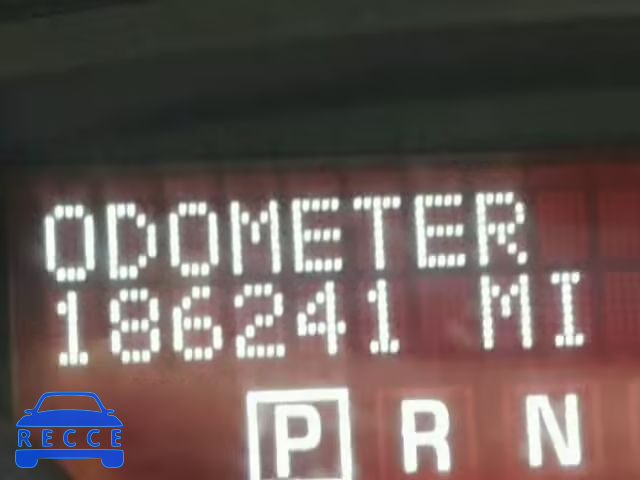 ODOMETER
186241 MI
P R N
RECCE